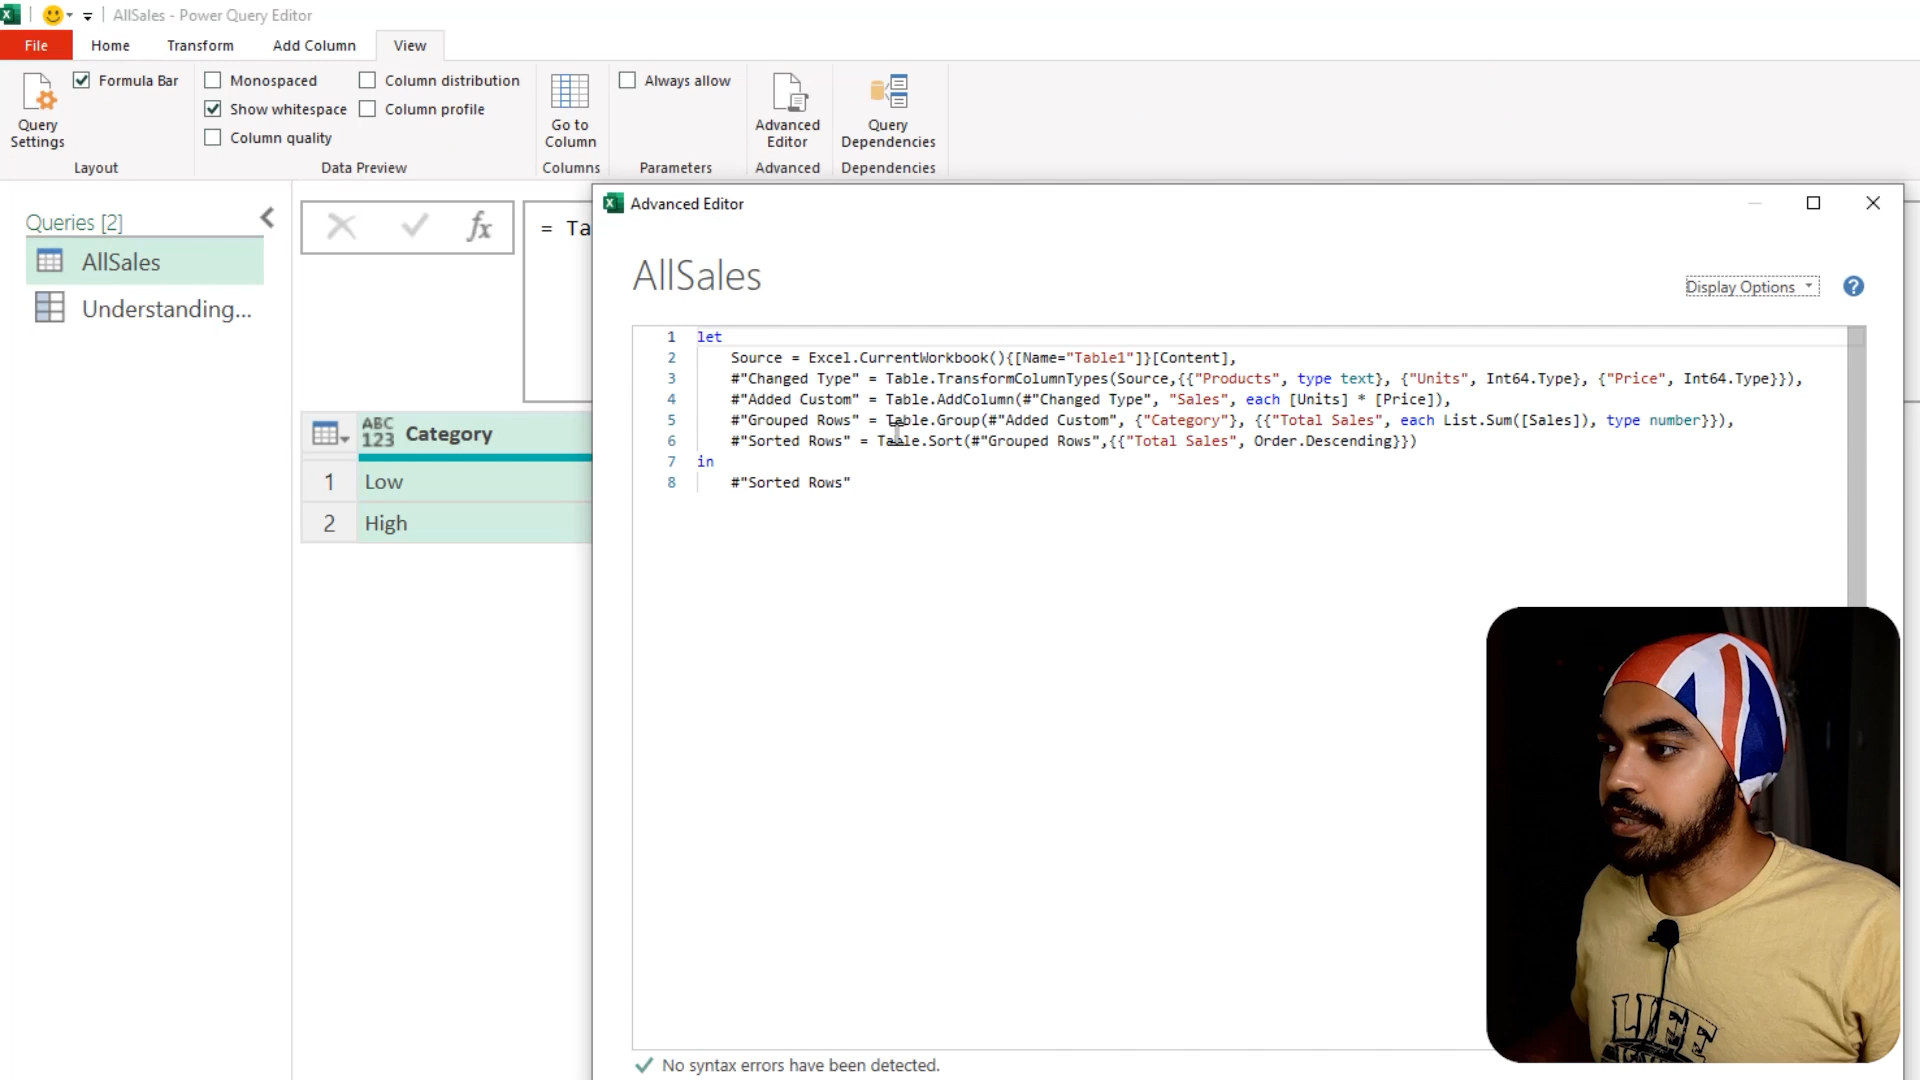 AllSales - Power Query Editor
File Home Transform Add Column View
Query Settings
Formula Bar
Monospaced
Show whitespace
Column quality
Column distribution
Column profile
Go to Column
Always allow
Advanced Editor
Query Dependencies
Layout Data Preview Columns Parameters Advanced Dependencies
Queries [2]
AllSales
Understanding...
fx
= Ta
ABC 123 Category
1 Low
2 High
Advanced Editor
AllSales
Display Options
?
1 let
2 Source = Excel.CurrentWorkbook(){[Name="Table1"]}[Content],
3 #"Changed Type" = Table.TransformColumnTypes(Source,{{"Products", type text}, {"Units", Int64.Type}, {"Price", Int64.Type}}),
4 #"Added Custom" = Table.AddColumn(#"Changed Type", "Sales", each [Units] * [Price]),
5 #"Grouped Rows" = Table.Group(#"Added Custom", {"Category"}, {{"Total Sales", each List.Sum([Sales]), type number}}),
6 #"Sorted Rows" = Table.Sort(#"Grouped Rows",{{"Total Sales", Order.Descending}})
7 in
8 #"Sorted Rows"
No syntax errors have been detected.
LIFE